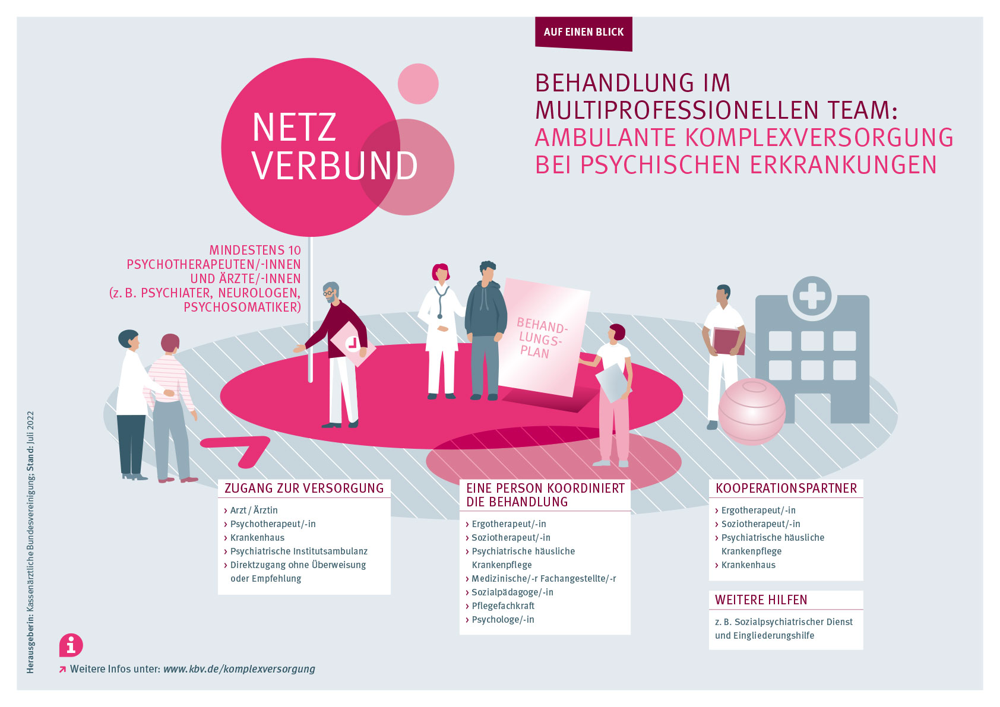 AUF EINEN BLICK
BEHANDLUNG IM
MULTIPROFESSIONELLEN TEAM:
AMBULANTE KOMPLEXVERSORGUNG
BEI PSYCHISCHEN ERKRANKUNGEN
NETZ
VERBUND
MINDESTENS 10
PSYCHOTHERAPEUTEN/-INNEN
UND ÄRZTE/-INNEN
(z. B. PSYCHIATER, NEUROLOGEN,
PSYCHOSOMATIKER)
BEHAND-
LUNGS-
PLAN
ZUGANG ZUR VERSORGUNG
› Arzt / Ärztin
› Psychotherapeut/-in
› Krankenhaus
› Psychiatrische Institutsambulanz
› Direktzugang ohne Überweisung
oder Empfehlung
EINE PERSON KOORDINIERT
DIE BEHANDLUNG
› Ergotherapeut/-in
› Soziotherapeut/-in
› Psychiatrische häusliche
Krankenpflege
› Medizinische/-r Fachangestellte/-r
› Sozialpädagoge/-in
› Pflegefachkraft
› Psychologe/-in
KOOPERATIONSPARTNER
› Ergotherapeut/-in
› Soziotherapeut/-in
› Psychiatrische häusliche
Krankenpflege
› Krankenhaus
WEITERE HILFEN
z. B. Sozialpsychiatrischer Dienst
und Eingliederungshilfe
Herausgeberin: Kassenärztliche Bundesvereinigung; Stand: Juli 2022
i
Weitere Infos unter: www.kbv.de/komplexversorgung